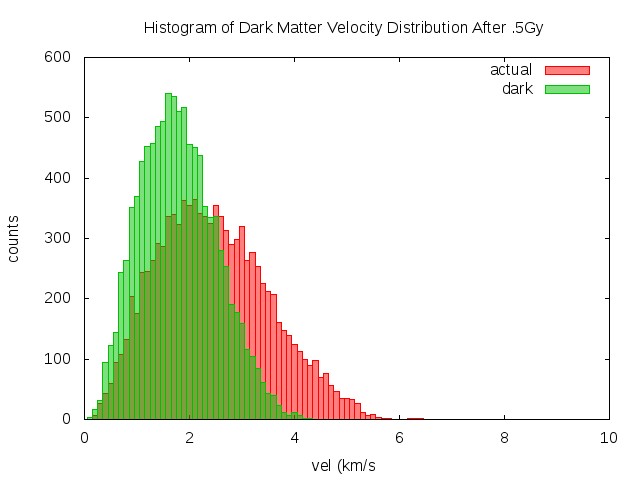 Histogram of Dark Matter Velocity Distribution After .5Gy
600
500
400
300
200
100
0
counts
actual
dark
0 2 4 6 8 10
vel (km/s